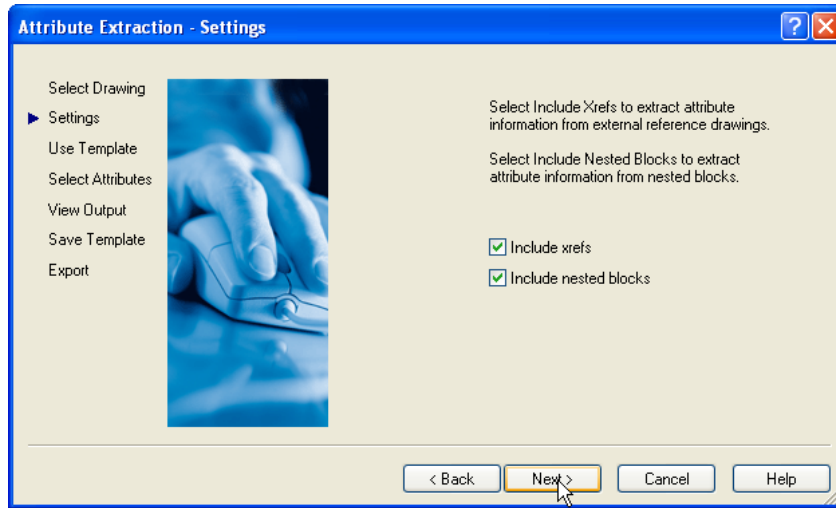 Attribute Extraction - Settings
Select Drawing
Settings
Use Template
Select Attributes
View Output
Save Template
Export
Select Include Xrefs to extract attribute
information from external reference drawings.
Select Include Nested Blocks to extract
attribute information from nested blocks.
Include xrefs
Include nested blocks
< Back
Next >
Cancel
Help